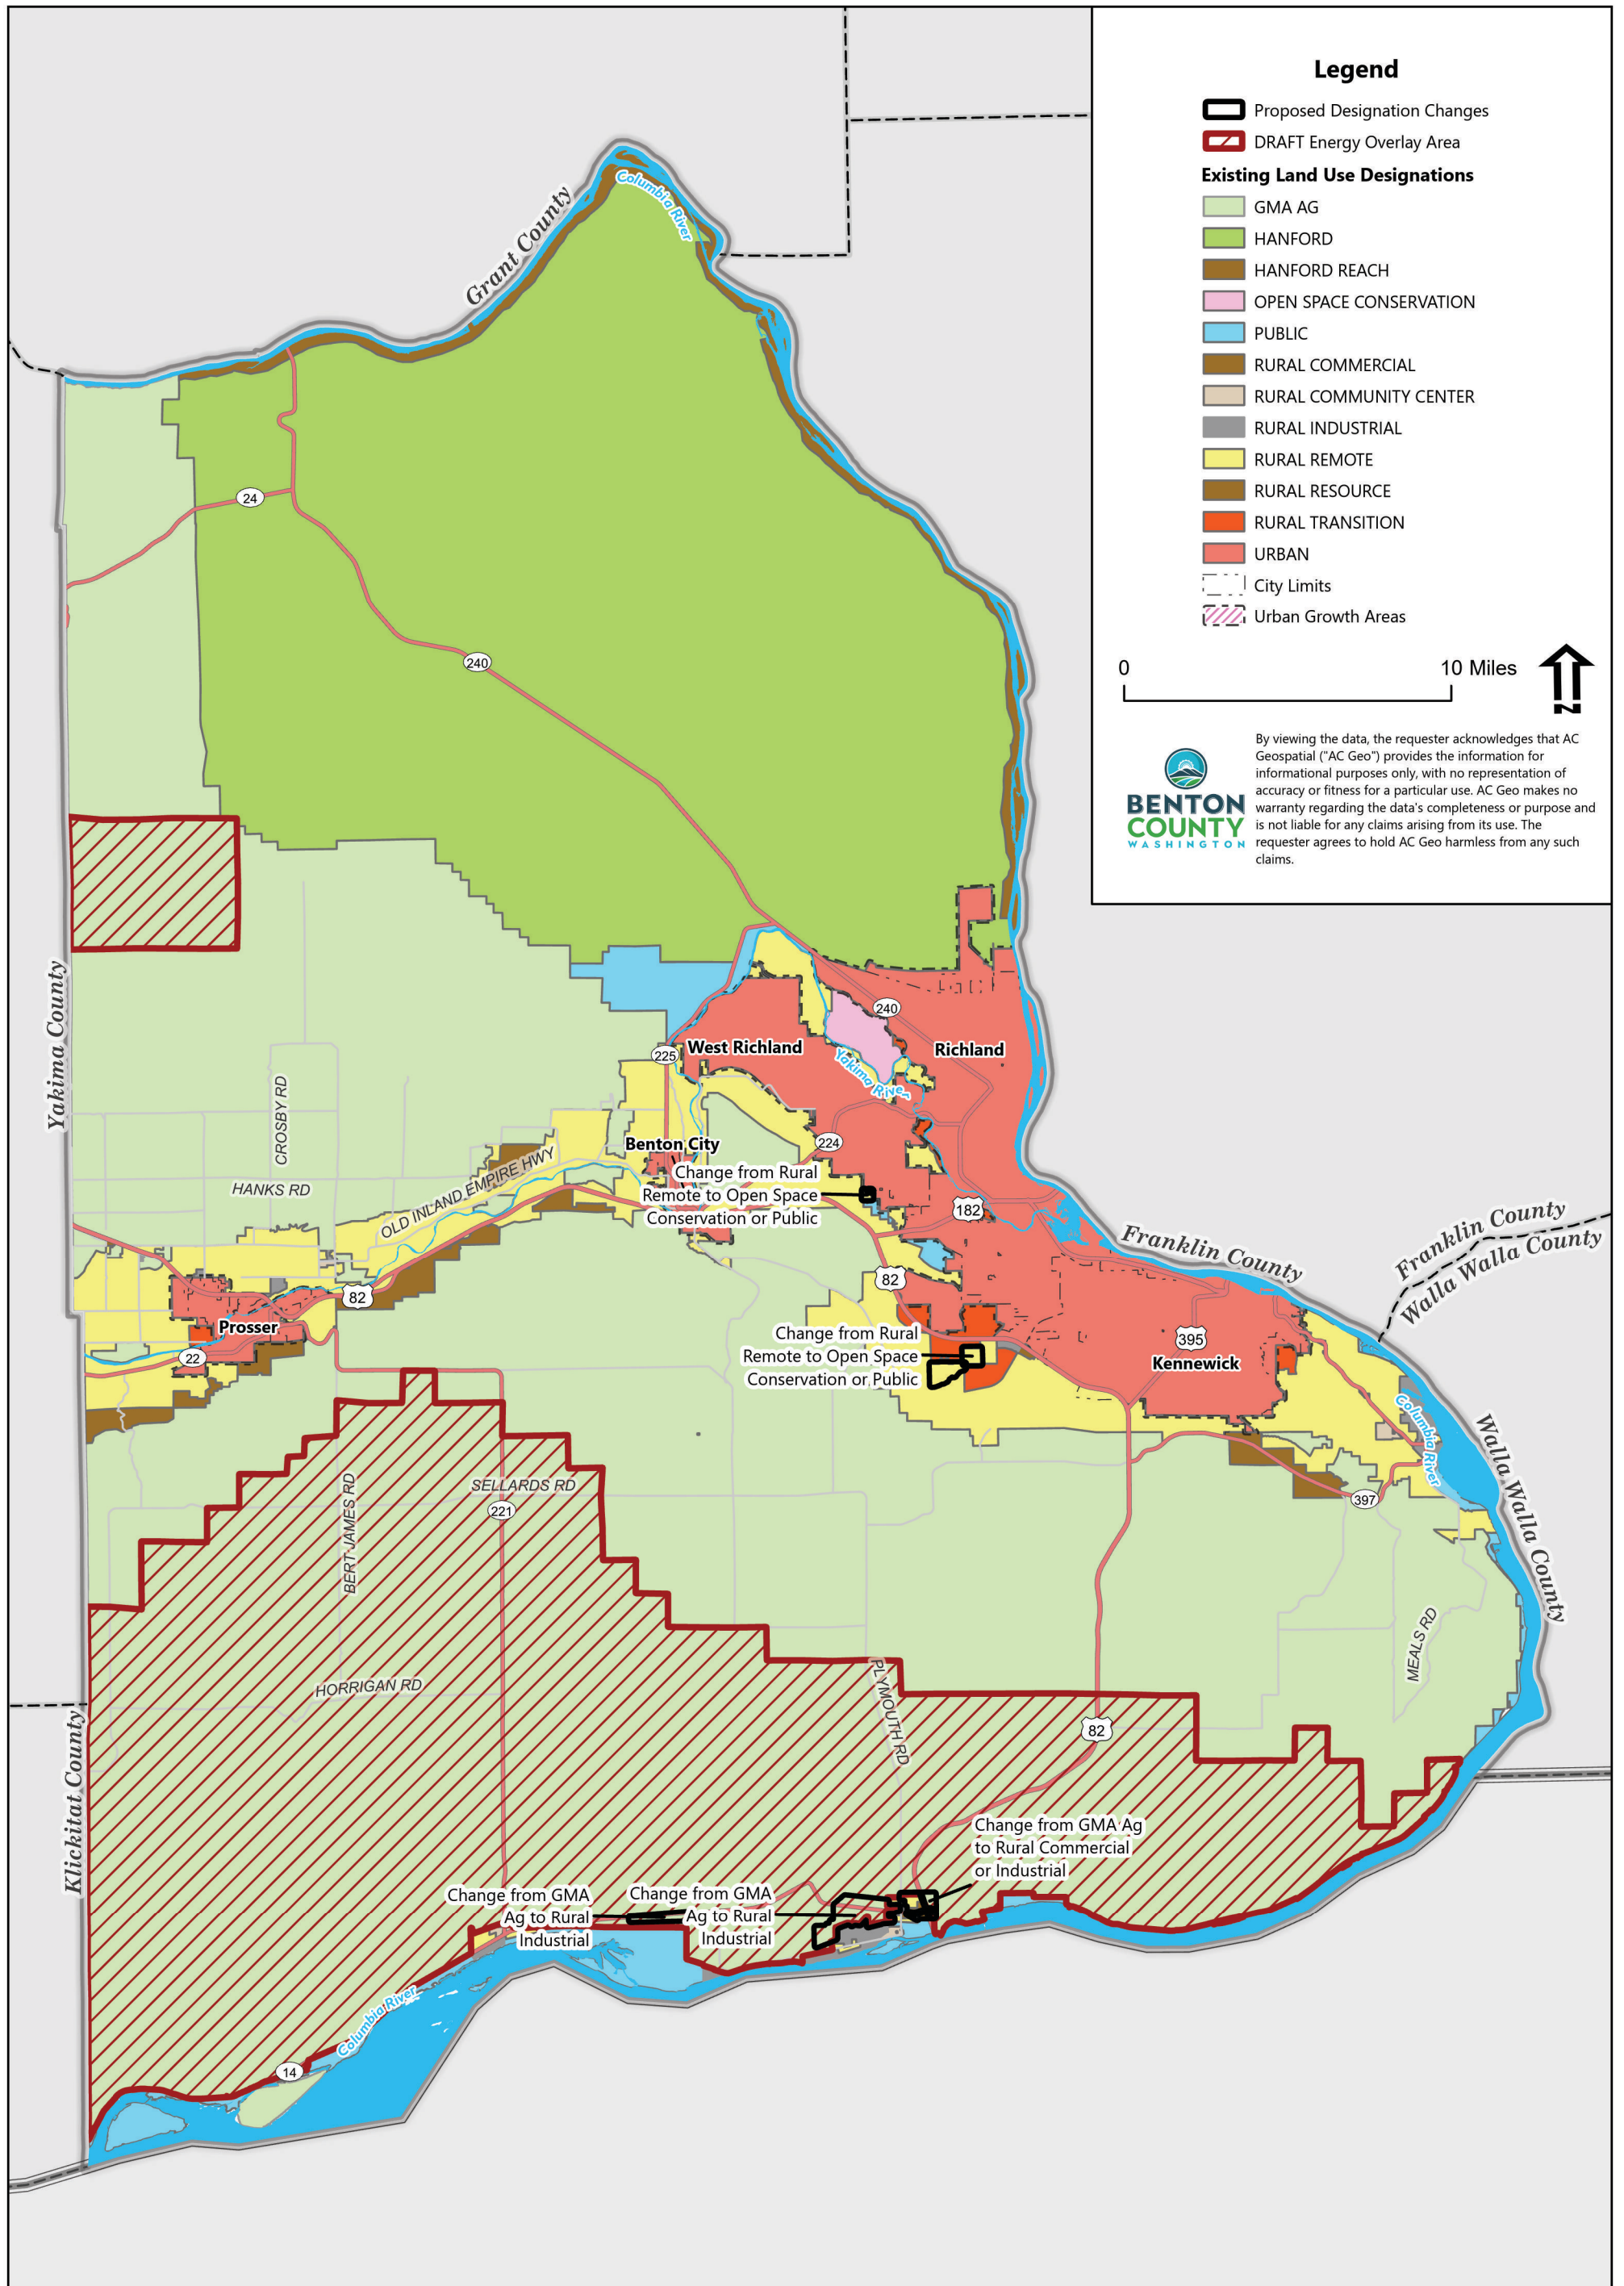 Legend
Proposed Designation Changes
DRAFT Energy Overlay Area
Existing Land Use Designations
GMA AG
HANFORD
HANFORD REACH
OPEN SPACE CONSERVATION
PUBLIC
RURAL COMMERCIAL
RURAL COMMUNITY CENTER
RURAL INDUSTRIAL
RURAL REMOTE
RURAL RESOURCE
RURAL TRANSITION
URBAN
City Limits
Urban Growth Areas
0 10 Miles
N
By viewing the data, the requester acknowledges that AC
Geospatial ("AC Geo") provides the information for
informational purposes only, with no representation of
accuracy or fitness for a particular use. AC Geo makes no
warranty regarding the data's completeness or purpose and
is not liable for any claims arising from its use. The
requester agrees to hold AC Geo harmless from any such
claims.
BENTON
COUNTY
WASHINGTON
Columbia River
Grant County
24
240
Yakima County
240
West Richland
Richland
225
Yakima River
CROSBY RD
Benton City
224
Change from Rural
Remote to Open Space
Conservation or Public
HANKS RD
OLD INLAND EMPIRE HWY
182
Franklin County
Franklin County
Walla Walla County
82
82
Prosser
22
Change from Rural
Remote to Open Space
Conservation or Public
395
Kennewick
Columbia River
Walla Walla County
397
SELLARDS RD
221
BERT JAMES RD
MEALS RD
HORRIGAN RD
PLYMOUTH RD
82
Klickitat County
Change from GMA Ag
to Rural Commercial
or Industrial
Change from GMA
Ag to Rural
Industrial
Change from GMA
Ag to Rural
Industrial
Columbia River
14